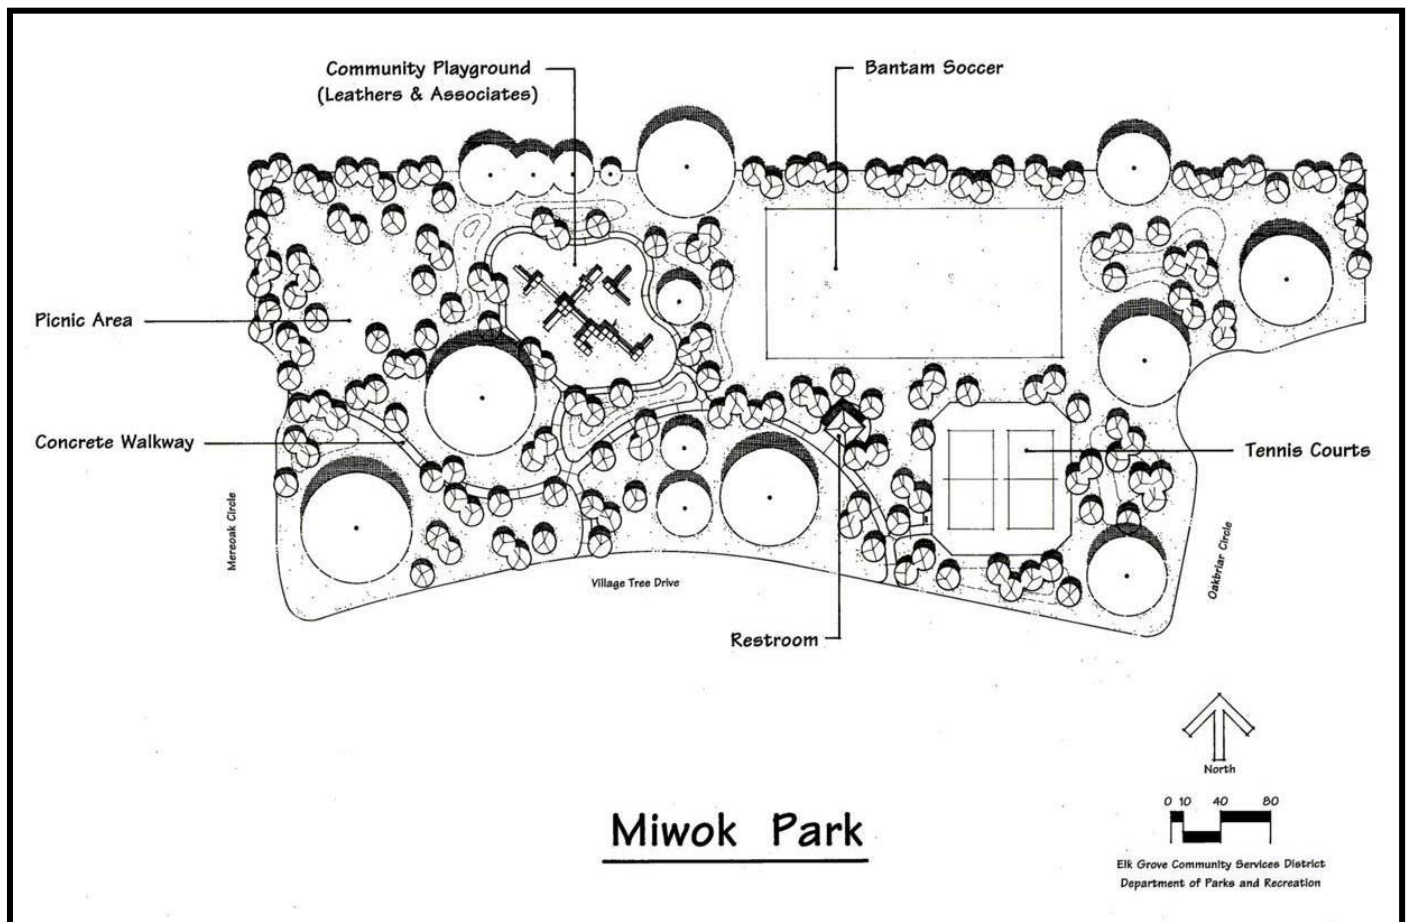 Community Playground
(Leathers & Associates)
Bantam Soccer
Picnic Area
Concrete Walkway
Tennis Courts
Mereoak Circle
Village Tree Drive
Oakbriar Circle
Restroom
North
0 10 40 80
Miwok Park
Elk Grove Community Services District
Department of Parks and Recreation